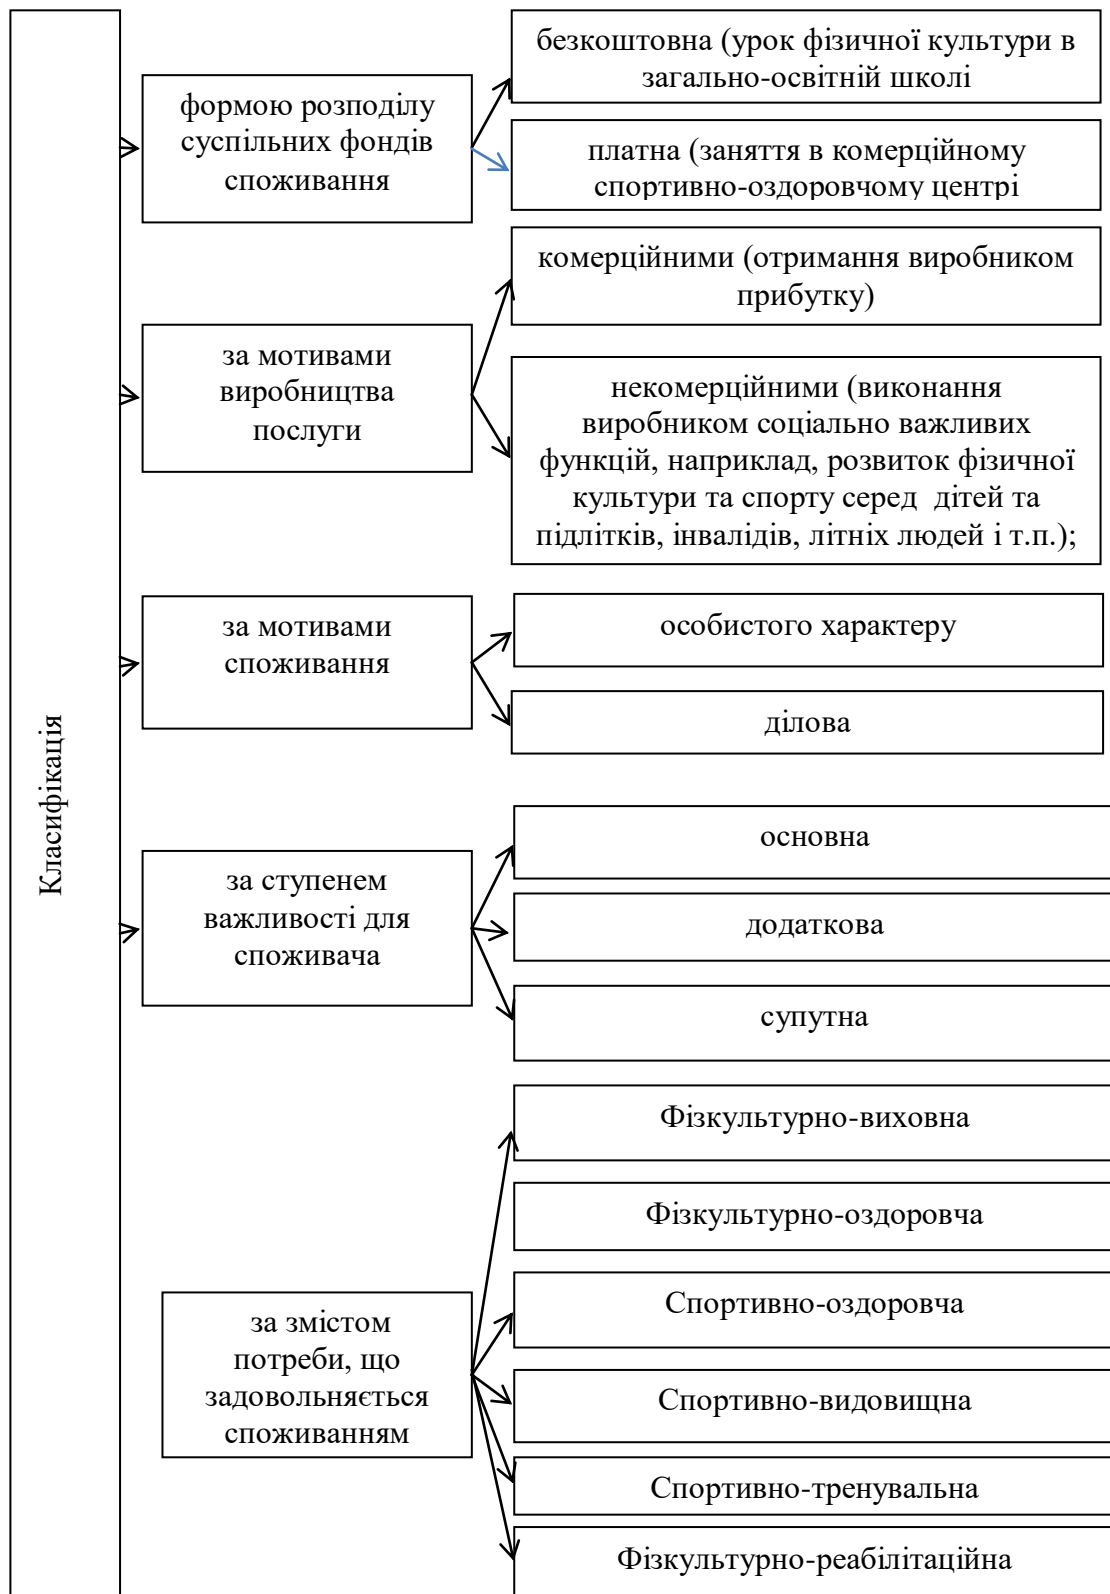 Класифікація
формою розподілу
суспільних фондів
споживання
безкоштовна (урок фізичної культури в
загально-освітній школі
платна (заняття в комерційному
спортивно-оздоровчому центрі
за мотивами
виробництва
послуги
комерційними (отримання виробником
прибутку)
некомерційними (виконання
виробником соціально важливих
функцій, наприклад, розвиток фізичної
культури та спорту серед  дітей та
підлітків, інвалідів, літніх людей і т.п.);
за мотивами
споживання
особистого характеру
ділова
за ступенем
важливості для
споживача
основна
додаткова
супутна
за змістом
потреби, що
задовольняється
споживанням
Фізкультурно-виховна
Фізкультурно-оздоровча
Спортивно-оздоровча
Спортивно-видовищна
Спортивно-тренувальна
Фізкультурно-реабілітаційна